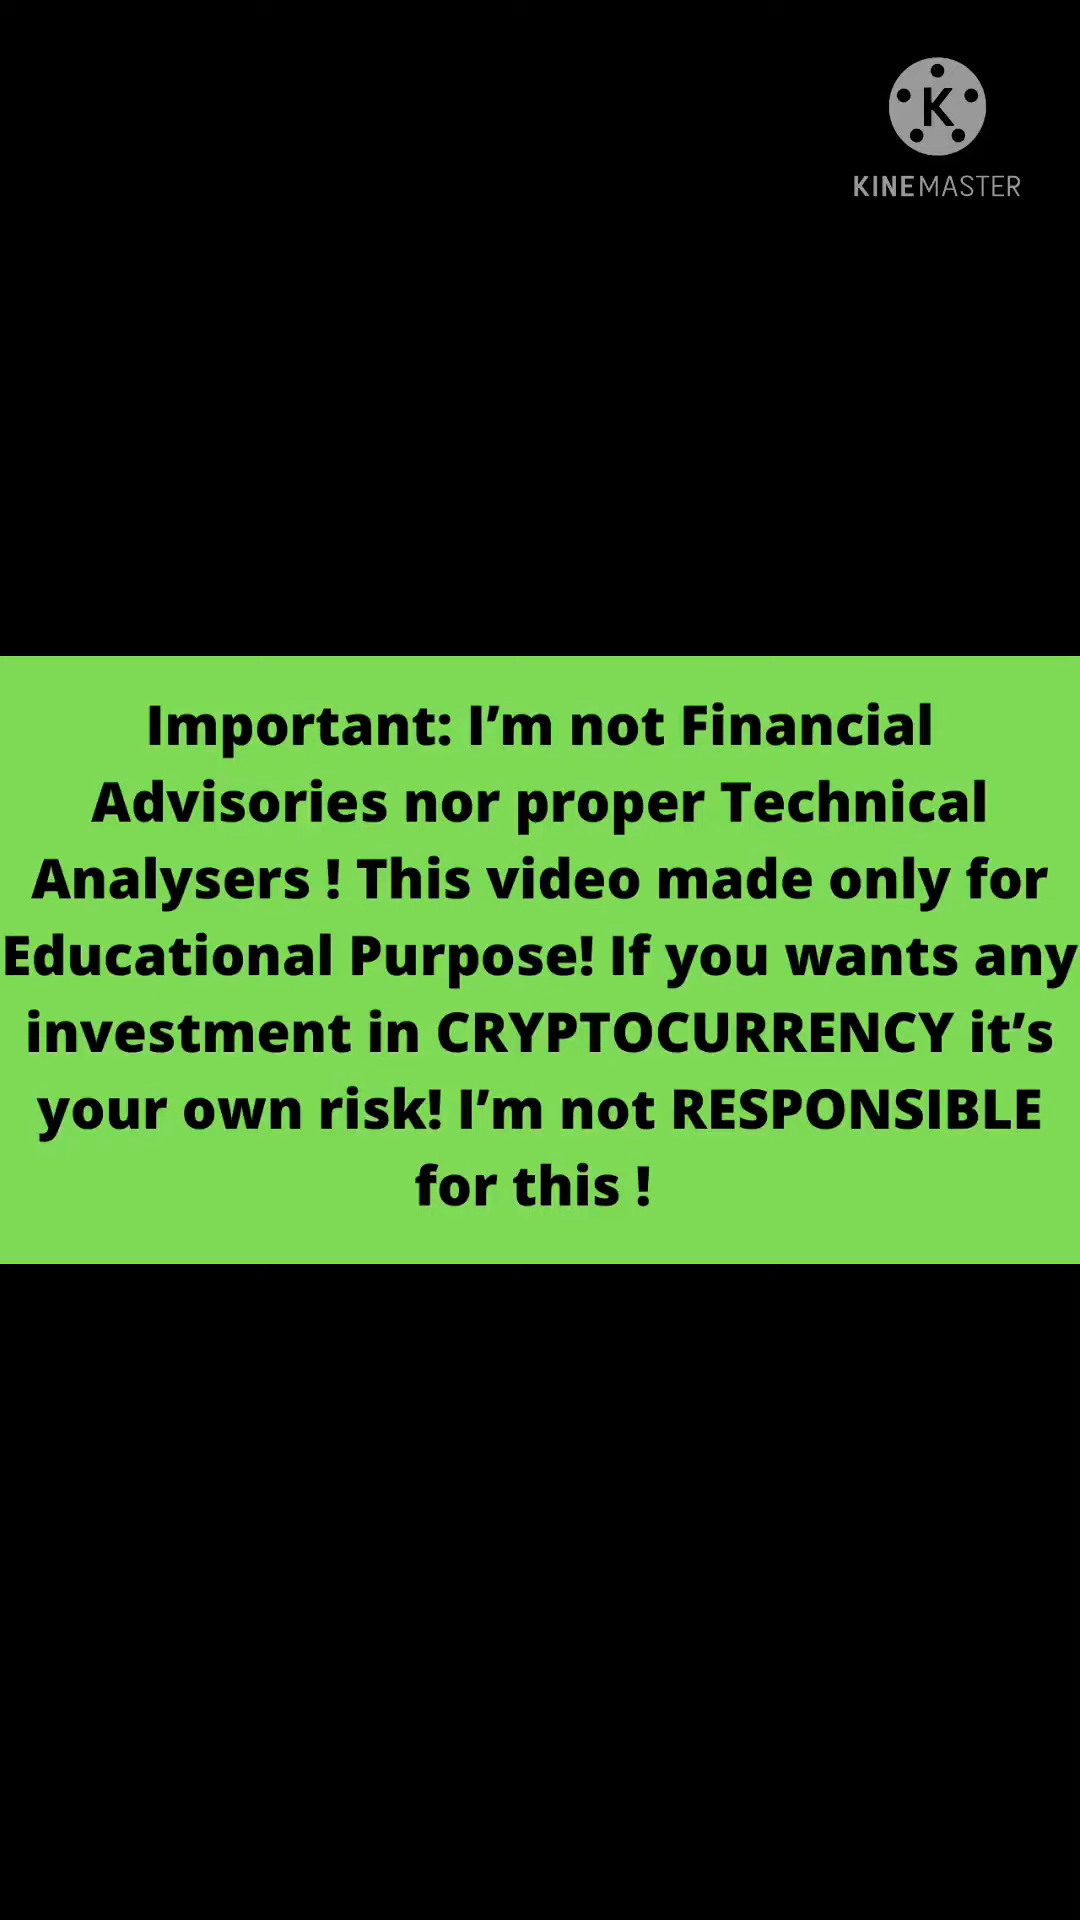 K
KINEMASTER
Important: I’m not Financial
Advisories nor proper Technical
Analysers ! This video made only for
Educational Purpose! If you wants any
investment in CRYPTOCURRENCY it’s
your own risk! I’m not RESPONSIBLE
for this !